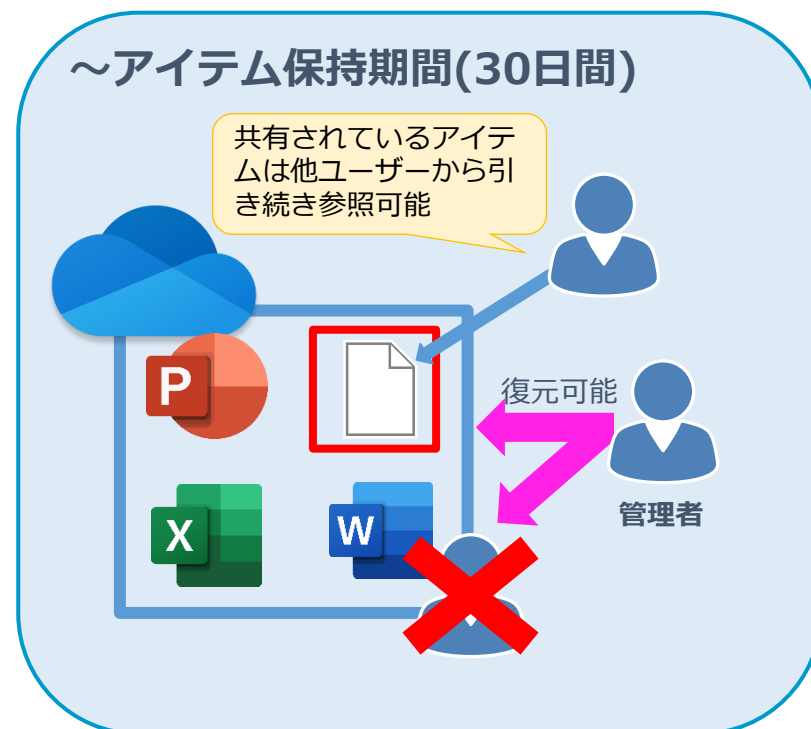 ～アイテム保持期間(30日間)
共有されているアイテ
ムは他ユーザーから引
き続き参照可能
P
復元可能
管理者
X
W